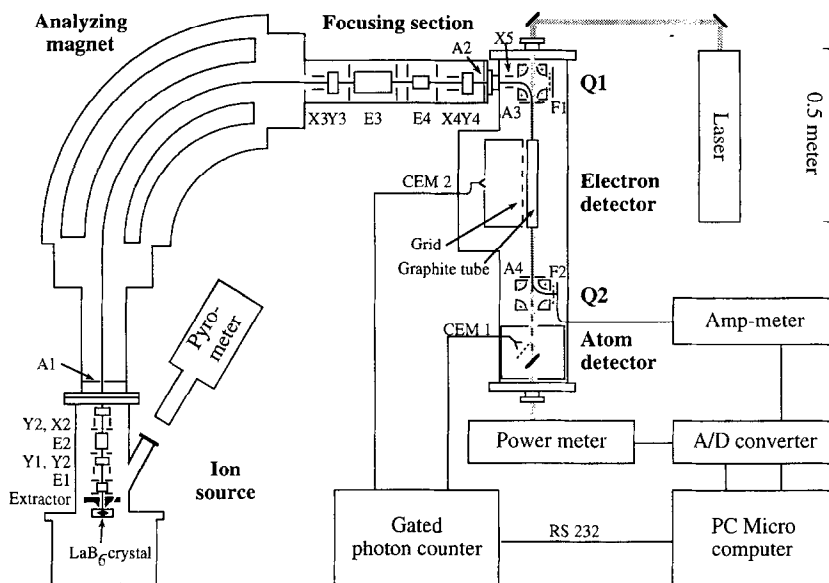 Analyzing
magnet
Focusing section
A2
X5
Q1
A3
F1
X3Y3
E3
E4
X4Y4
Laser
0.5 meter
CEM 2
Electron
detector
Grid
Graphite tube
A4
F2
Q2
Pyro-
meter
CEM 1
Atom
detector
Amp-meter
A1
Y2, X2
E2
Y1, Y2
E1
Extractor
Ion
source
LaB6crystal
Power meter
A/D converter
Gated
photon counter
RS 232
PC Micro
computer